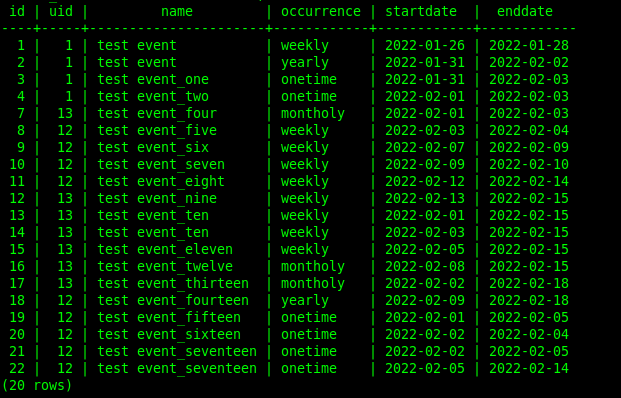 id | uid |         name         | occurrence | startdate  |  enddate
----+-----+----------------------+------------+------------+------------
  1 |   1 | test event           | weekly     | 2022-01-26 | 2022-01-28
  2 |   1 | test event           | yearly     | 2022-01-31 | 2022-02-02
  3 |   1 | test event_one       | onetime    | 2022-01-31 | 2022-02-03
  4 |   1 | test event_two       | onetime    | 2022-02-01 | 2022-02-03
  7 |  13 | test event_four      | montholy   | 2022-02-01 | 2022-02-03
  8 |  12 | test event_five      | weekly     | 2022-02-03 | 2022-02-04
  9 |  12 | test event_six       | weekly     | 2022-02-07 | 2022-02-09
 10 |  12 | test event_seven     | weekly     | 2022-02-09 | 2022-02-10
 11 |  12 | test event_eight     | weekly     | 2022-02-12 | 2022-02-14
 12 |  13 | test event_nine      | weekly     | 2022-02-13 | 2022-02-15
 13 |  13 | test event_ten       | weekly     | 2022-02-01 | 2022-02-15
 14 |  13 | test event_ten       | weekly     | 2022-02-03 | 2022-02-15
 15 |  13 | test event_eleven    | weekly     | 2022-02-05 | 2022-02-15
 16 |  13 | test event_twelve    | montholy   | 2022-02-08 | 2022-02-15
 17 |  13 | test event_thirteen  | montholy   | 2022-02-02 | 2022-02-18
 18 |  12 | test event_fourteen  | yearly     | 2022-02-09 | 2022-02-18
 19 |  12 | test event_fifteen   | onetime    | 2022-02-01 | 2022-02-05
 20 |  12 | test event_sixteen   | onetime    | 2022-02-02 | 2022-02-04
 21 |  12 | test event_seventeen | onetime    | 2022-02-02 | 2022-02-05
 22 |  12 | test event_seventeen | onetime    | 2022-02-05 | 2022-02-14
(20 rows)